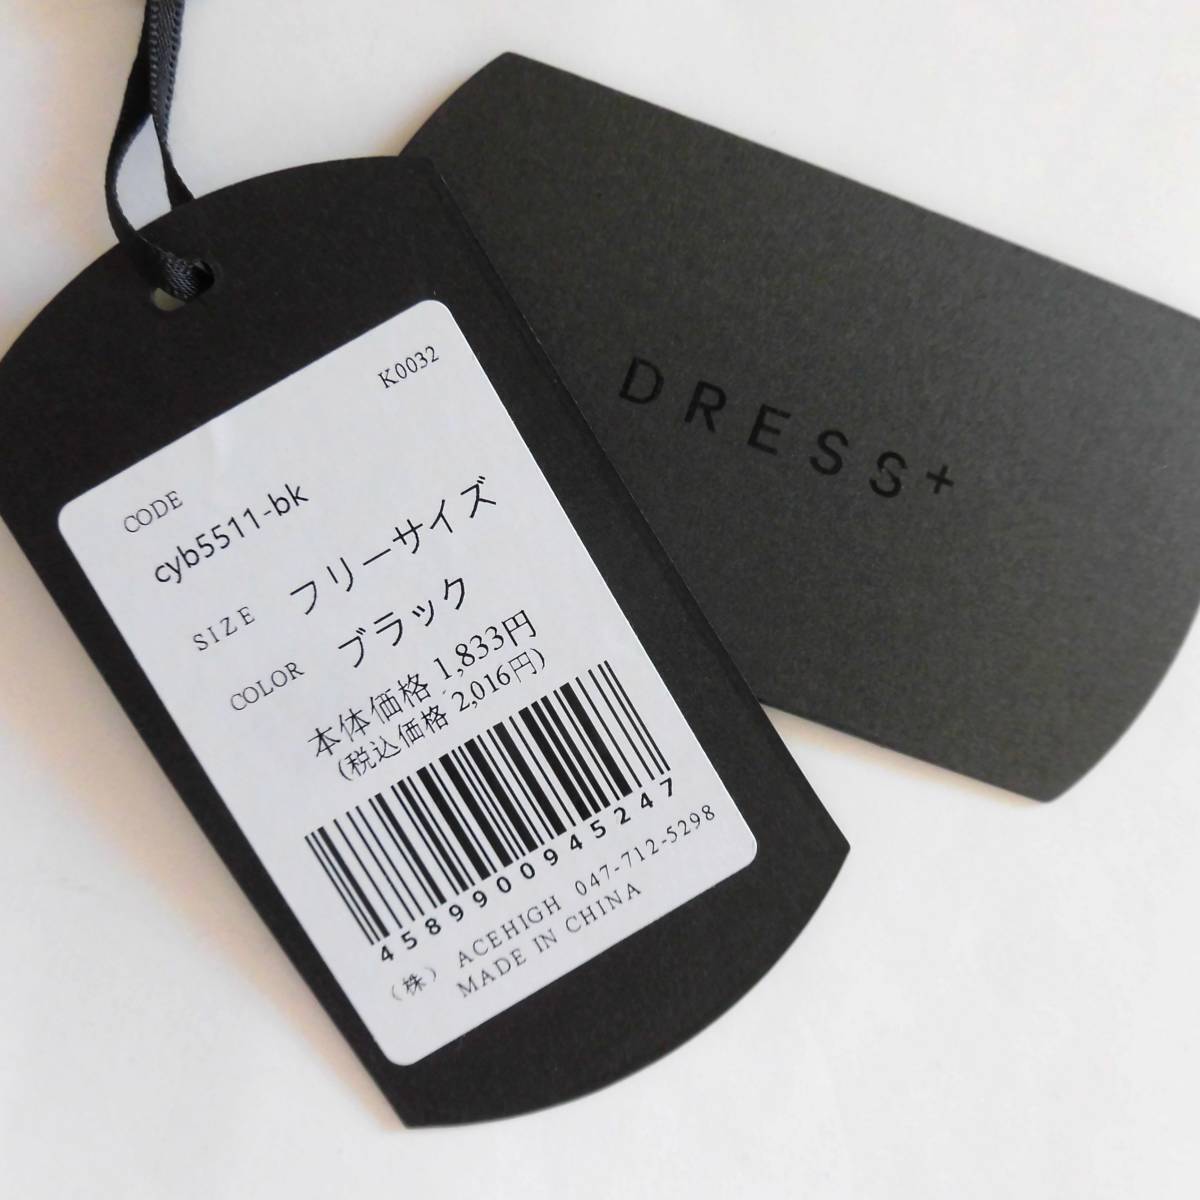 K0032
CODE
cyb5511-bk
SIZE フリーサイズ
COLOR ブラック
本体価格 1,833円
(税込価格 2,016円)
4589900945247
(株) ACEHIGH 047-712-5298
MADE IN CHINA
DRESS+